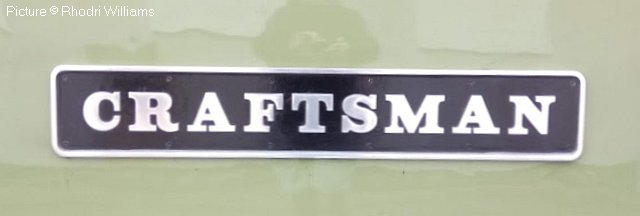 Picture © Rhodri Williams
CRAFTSMAN